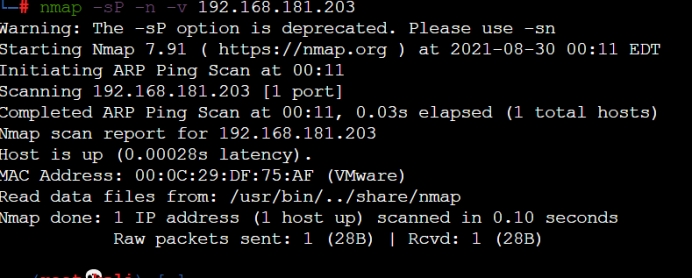 # nmap -sP -n -v 192.168.181.203
Warning: The -sP option is deprecated. Please use -sn
Starting Nmap 7.91 ( https://nmap.org ) at 2021-08-30 00:11 EDT
Initiating ARP Ping Scan at 00:11
Scanning 192.168.181.203 [1 port]
Completed ARP Ping Scan at 00:11, 0.03s elapsed (1 total hosts)
Nmap scan report for 192.168.181.203
Host is up (0.00028s latency).
MAC Address: 00:0C:29:DF:75:AF (VMware)
Read data files from: /usr/bin/../share/nmap
Nmap done: 1 IP address (1 host up) scanned in 0.10 seconds
Raw packets sent: 1 (28B) | Rcvd: 1 (28B)